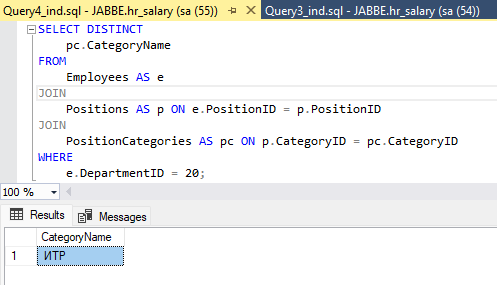 Query4_ind.sql - JABBE.hr_salary (sa (55)) Query3_ind.sql - JABBE.hr_salary (sa (54))
SELECT DISTINCT
pc.CategoryName
FROM
Employees AS e
JOIN
Positions AS p ON e.PositionID = p.PositionID
JOIN
PositionCategories AS pc ON p.CategoryID = pc.CategoryID
WHERE
e.DepartmentID = 20;
100 %
Results Messages
CategoryName
1 ИТР